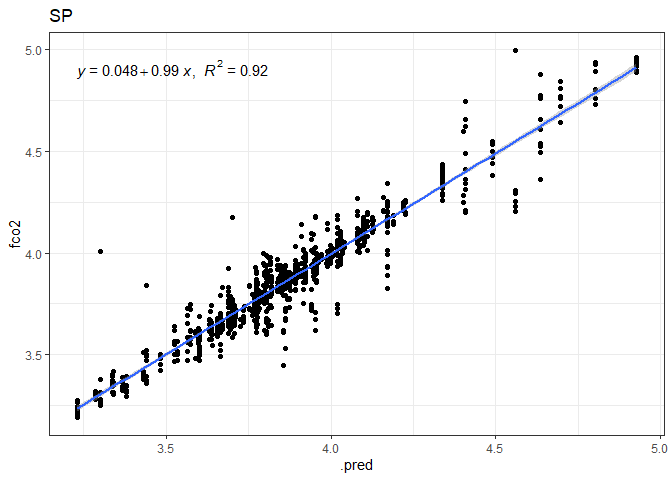 SP
y = 0.048 + 0.99 x, R² = 0.92
5.0
4.5
4.0
3.5
fco2
3.5 4.0 4.5 5.0
.pred